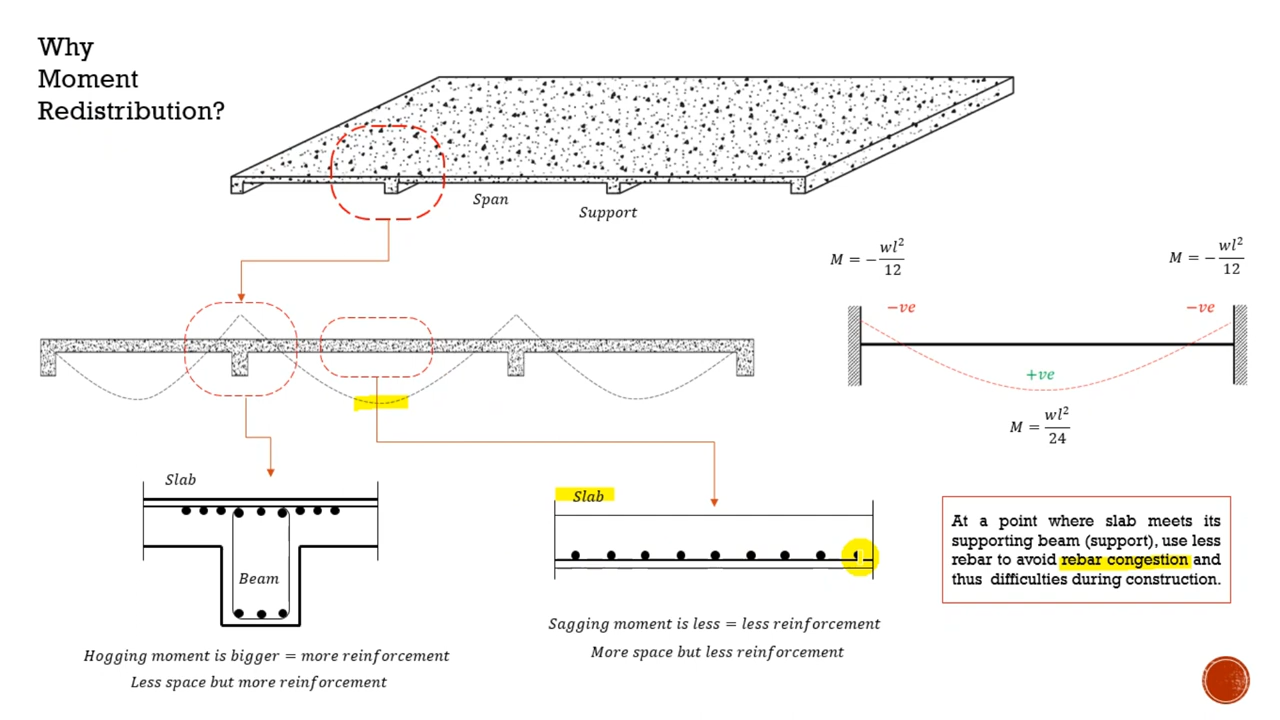 Why
Moment
Redistribution?
Span
Support
M = −wl²/12
M = −wl²/12
−ve
−ve
+ve
M = wl²/24
Slab
Beam
Hogging moment is bigger = more reinforcement
Less space but more reinforcement
Slab
Sagging moment is less = less reinforcement
More space but less reinforcement
At a point where slab meets its
supporting beam (support), use less
rebar to avoid rebar congestion and
thus difficulties during construction.